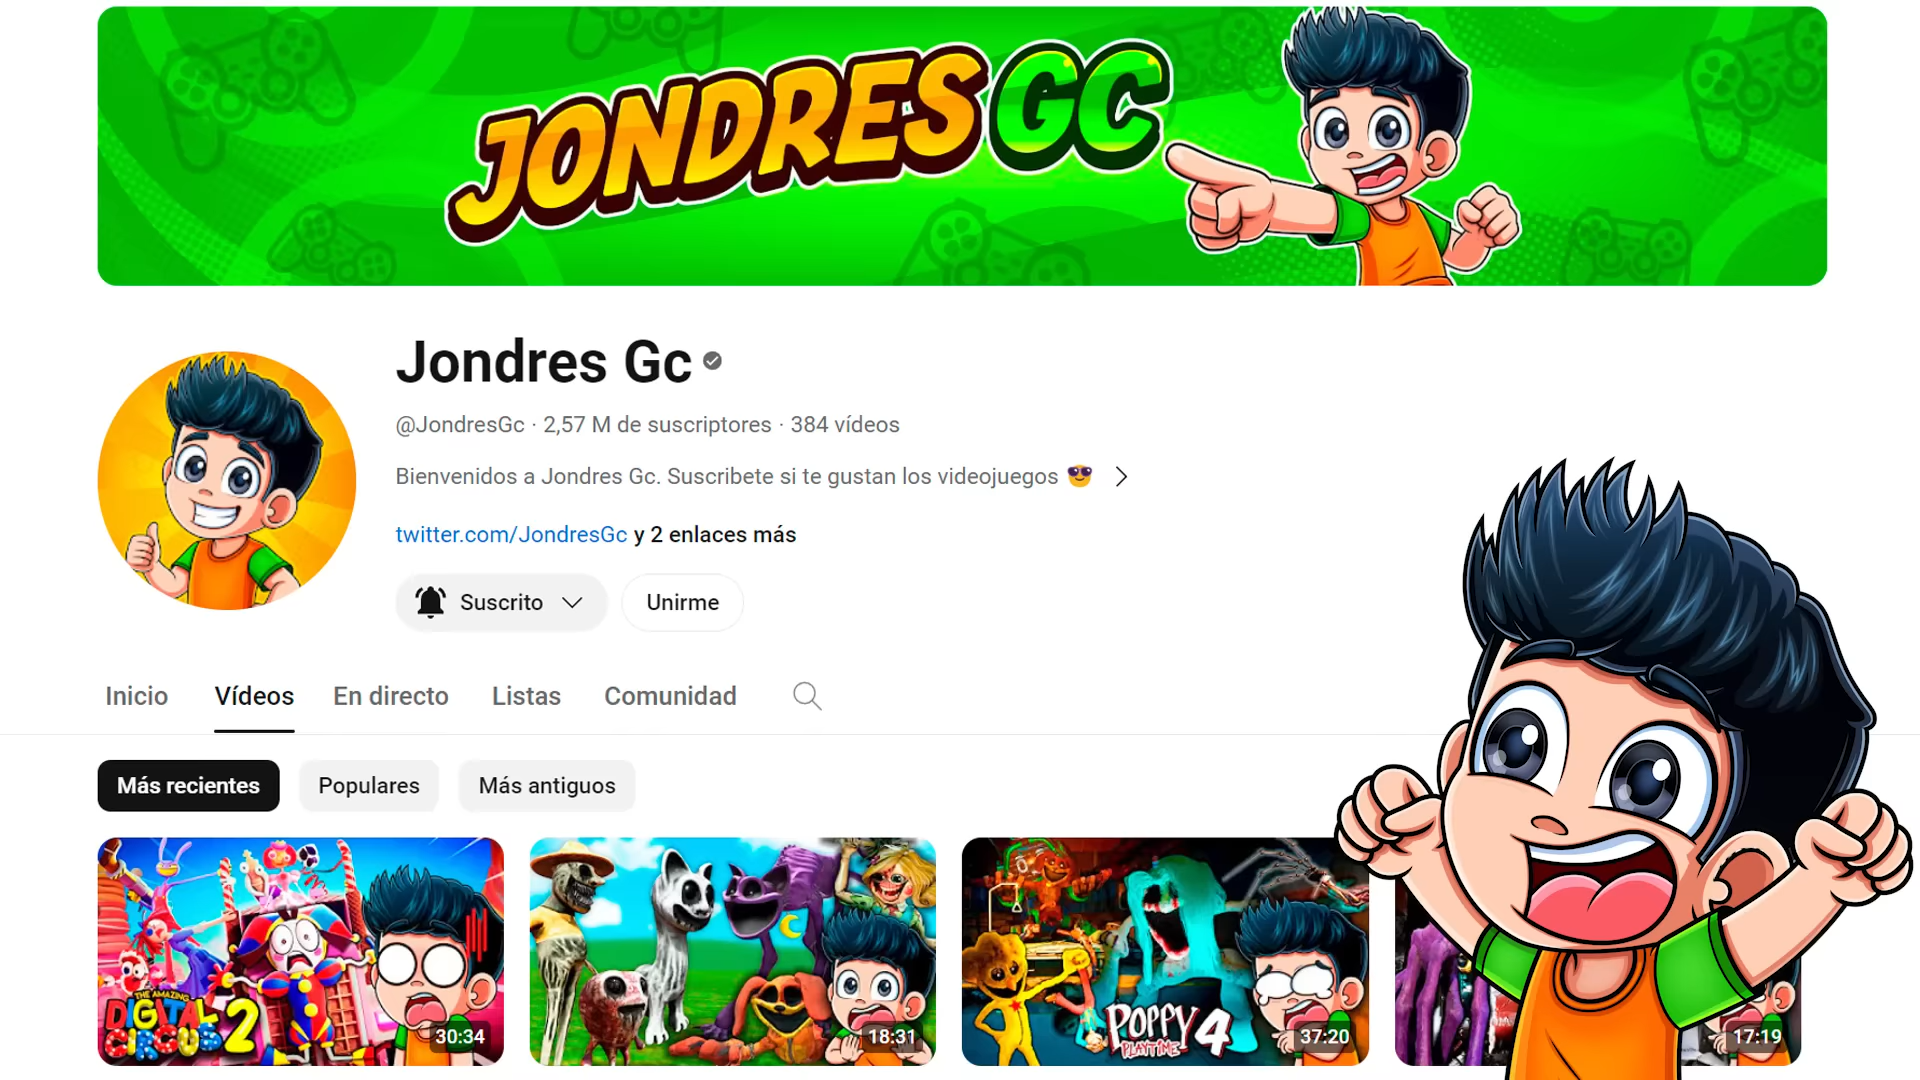 JONDRES GC
Jondres Gc
@JondresGc · 2,57 M de suscriptores · 384 vídeos
Bienvenidos a Jondres Gc. Suscribete si te gustan los videojuegos 😎
twitter.com/JondresGc y 2 enlaces más
Suscrito
Unirme
Inicio
Vídeos
En directo
Listas
Comunidad
Más recientes
Populares
Más antiguos
THE AMAZING
DIGITAL
CIRCUS 2
30:34
18:31
POPPY
PLAYTIME 4
37:20
17:19